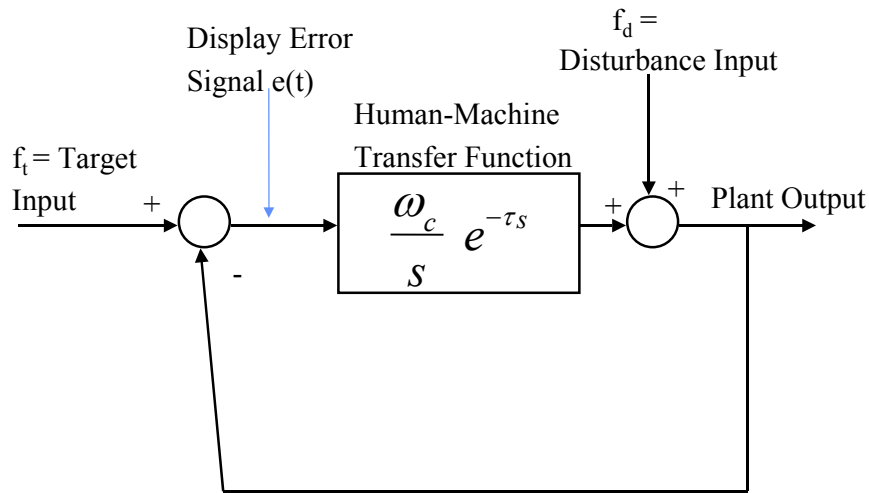 Display Error
Signal e(t)
f_d =
Disturbance Input
Human-Machine
Transfer Function
f_t = Target
Input
+
ω_c
/ s e^{-τs}
+
+
Plant Output
-